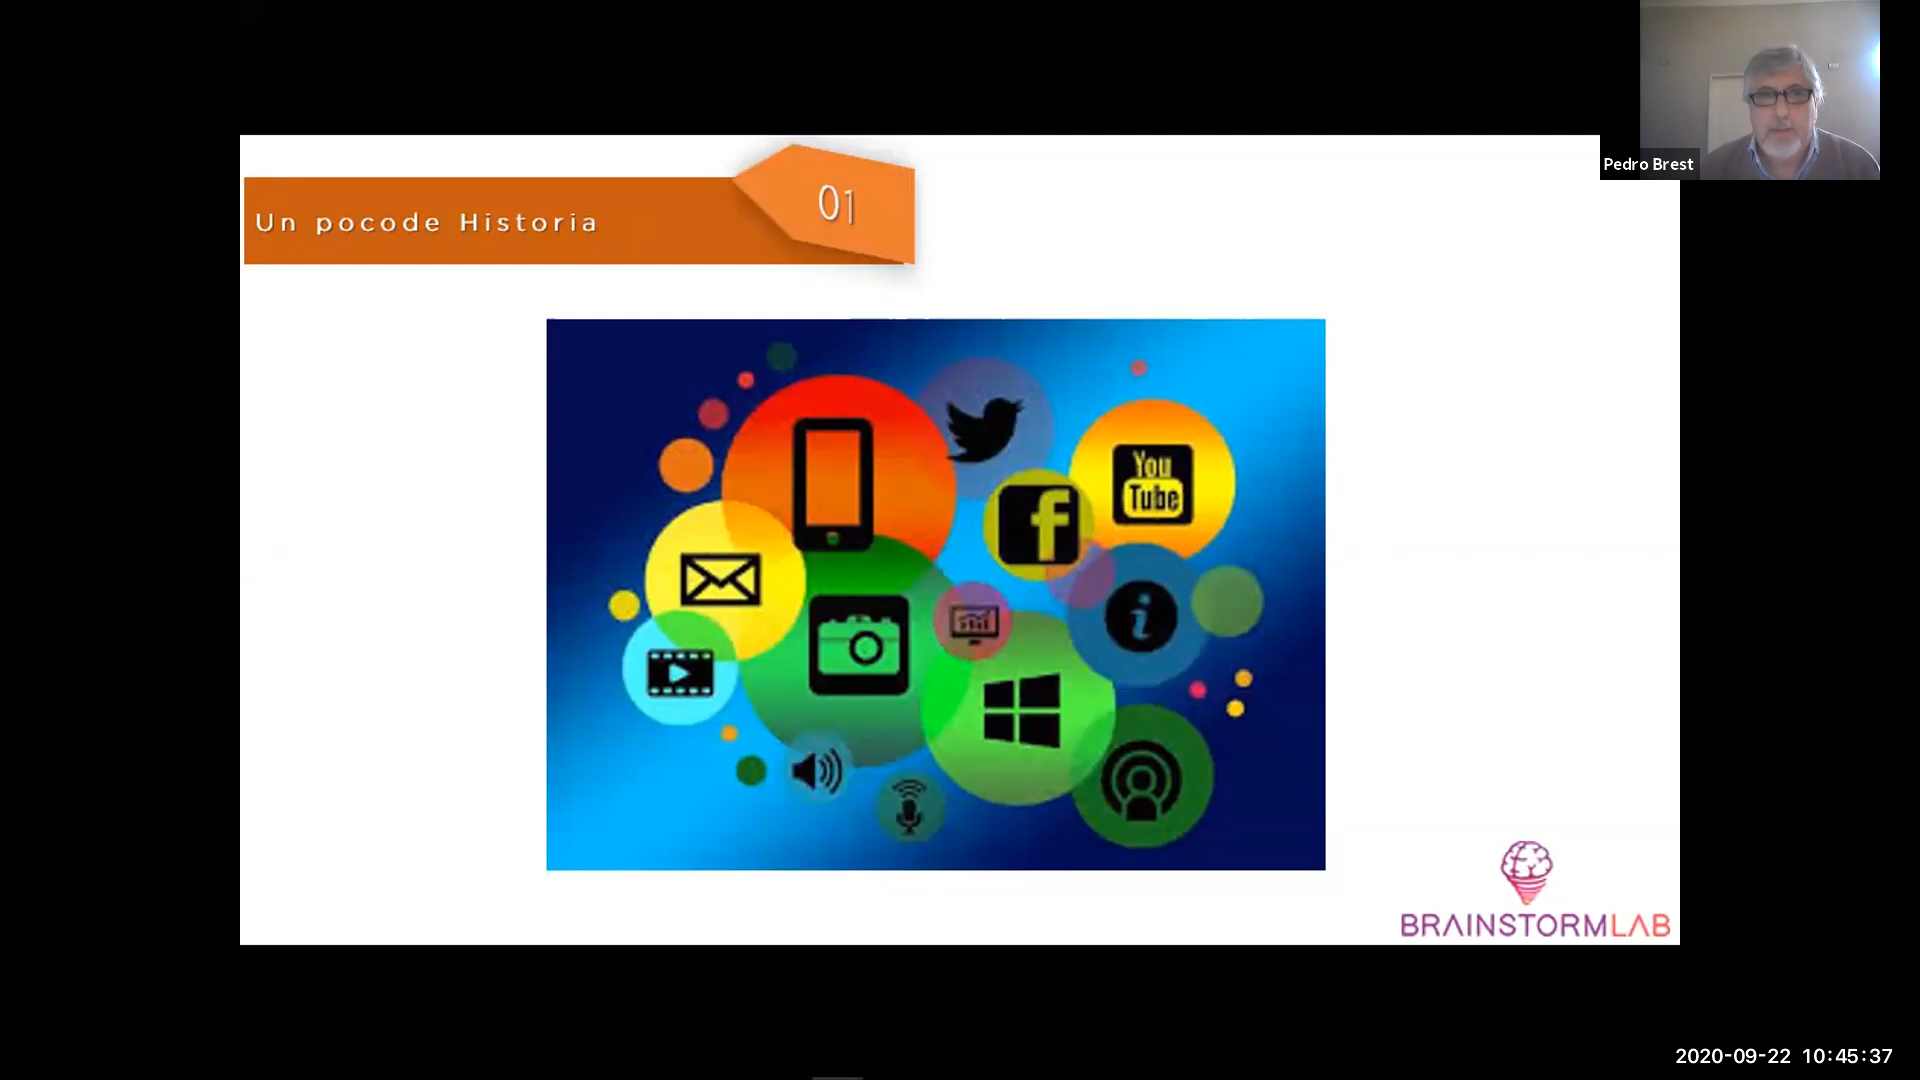 Pedro Brest
01
Un pocode Historia
You
Tube
f
i
BRAINSTORMLAB
2020-09-22 10:45:37